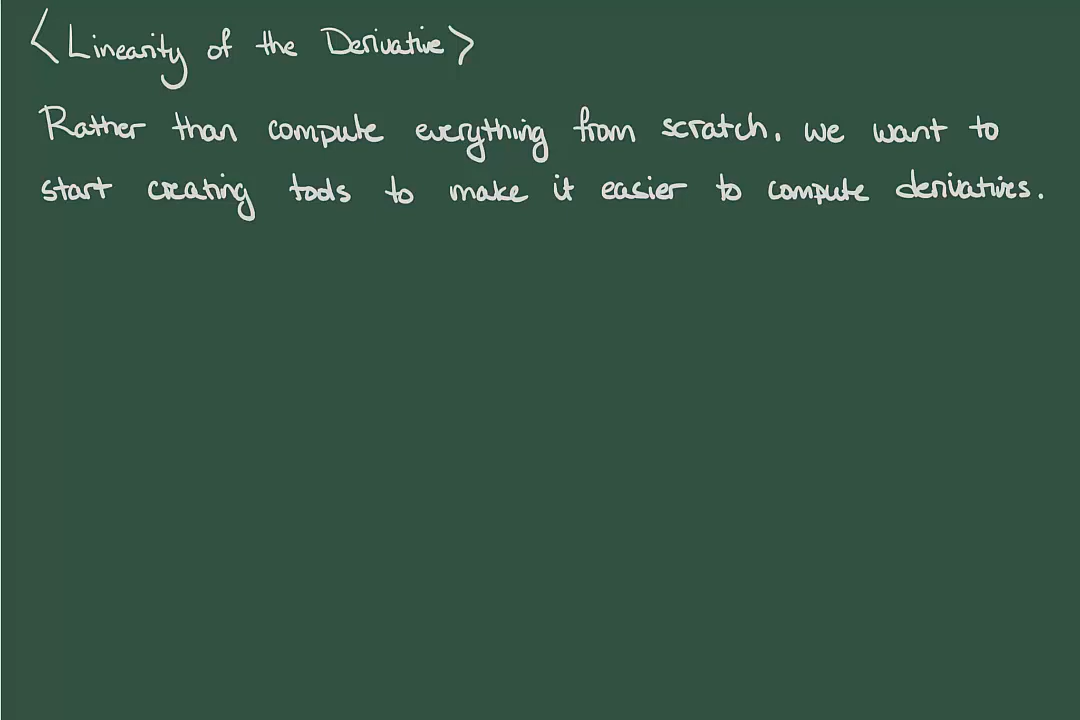 <Linearity of the Derivative>
Rather than compute everything from scratch, we want to
start creating tools to make it easier to compute derivatives.